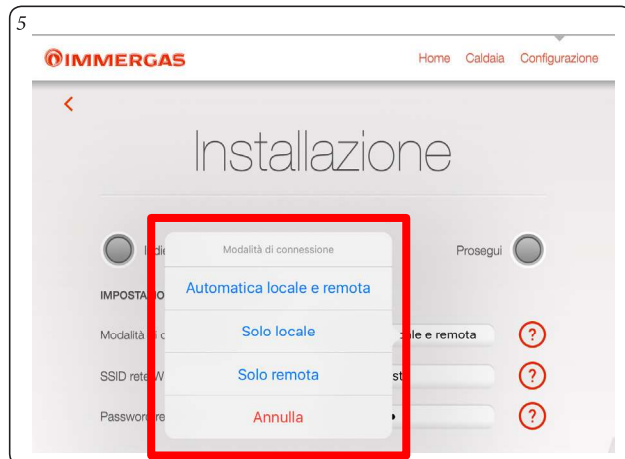 5
IMMERGAS
Home Caldaia Configurazione
Installazione
Prosegui
Modalità di connessione
Automatica locale e remota
IMPOSTA
Solo locale
Modalità e remota ?
Solo remota
SSID rete ?
Annulla
Password ?